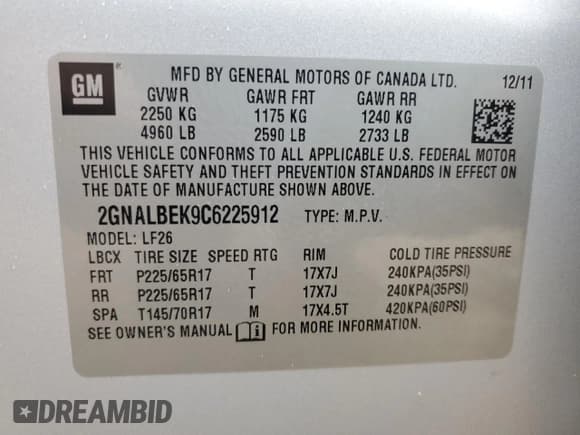 GM
MFD BY GENERAL MOTORS OF CANADA LTD. 12/11
GVWR GAWR FRT GAWR RR
2250 KG 1175 KG 1240 KG
4960 LB 2590 LB 2733 LB
THIS VEHICLE CONFORMS TO ALL APPLICABLE U.S. FEDERAL MOTOR
VEHICLE SAFETY AND THEFT PREVENTION STANDARDS IN EFFECT ON
THE DATE OF MANUFACTURE SHOWN ABOVE.
2GNALBEK9C6225912 TYPE: M.P.V.
MODEL: LF26
LBCX TIRE SIZE SPEED RTG RIM COLD TIRE PRESSURE
FRT P225/65R17 T 17X7J 240KPA(35PSI)
RR P225/65R17 T 17X7J 240KPA(35PSI)
SPA T145/70R17 M 17X4.5T 420KPA(60PSI)
SEE OWNER'S MANUAL FOR MORE INFORMATION.
DREAMBID